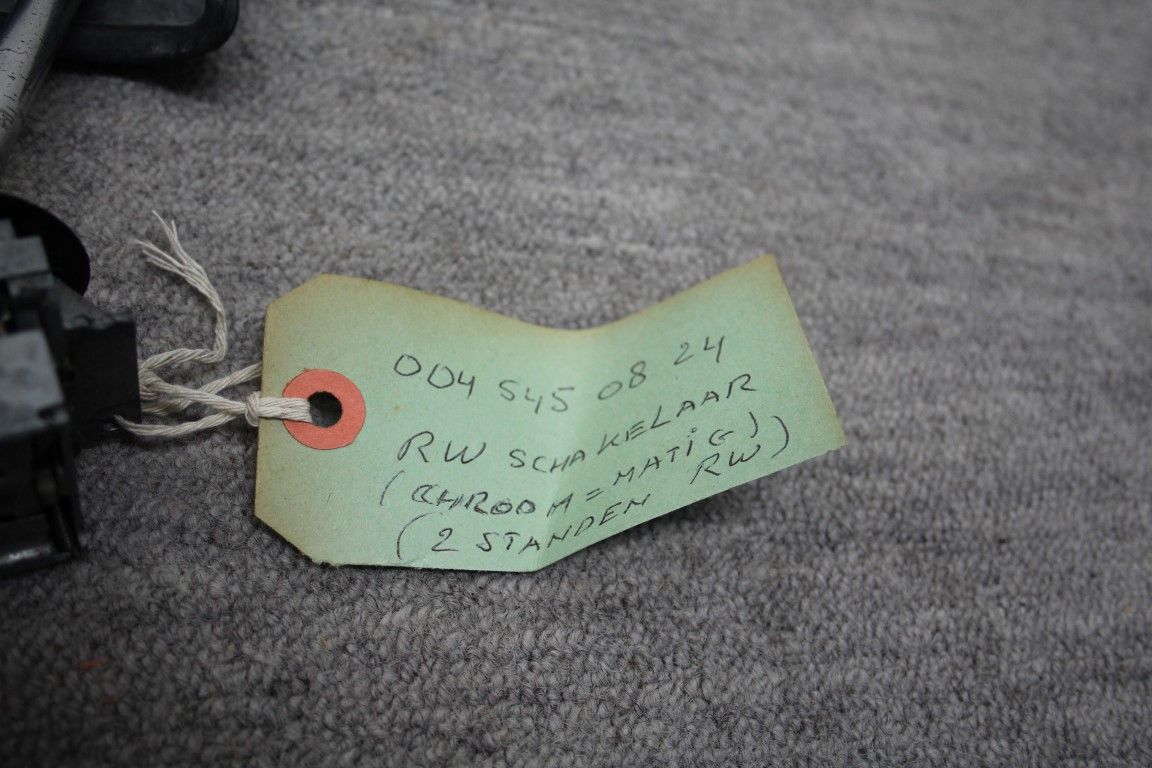 004 545 08 24
RW SCHAKELAAR
(CHROOM = MATIG)
(2 STANDEN RW)